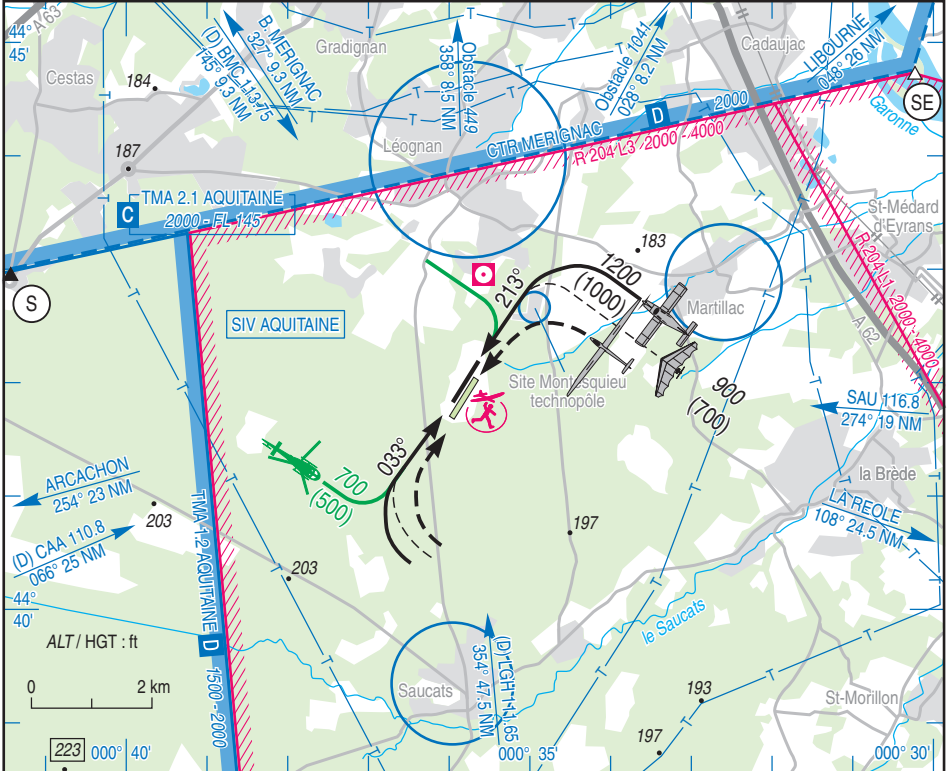 A 63
44°
45'
Cestas
184
187
(D) BMC 113.75
145° 9.3 NM
B. MERIGNAC
327° 9.3 NM
Gradignan
Obstacle 449
358° 8.5 NM
Obstacle 1041
028° 8.2 NM
Cadaujac
LIBOURNE
048° 26 NM
SE
Garonne
Léognan
CTR MERIGNAC
D
2000
R 204 L3 2000 - 4000
C
TMA 2.1 AQUITAINE
2000 - FL 145
S
St-Médard
d'Eyrans
183
R 204 L1 2000 - 4000
A 62
Martillac
1200
(1000)
213°
SIV AQUITAINE
Site Montesquieu
technopôle
900
(700)
SAU 116.8
274° 19 NM
la Brède
LA REOLE
108° 24.5 NM
033°
700
(500)
ARCACHON
254° 23 NM
203
(D) CAA 110.8
066° 25 NM
203
197
TMA 1.2 AQUITAINE
D
1500 - 2000
44°
40'
ALT / HGT : ft
0 2 km
le Saucats
Saucats
354° 47.5 NM
193
197
St-Morillon
223
000° 40'
000° 35'
000° 30'